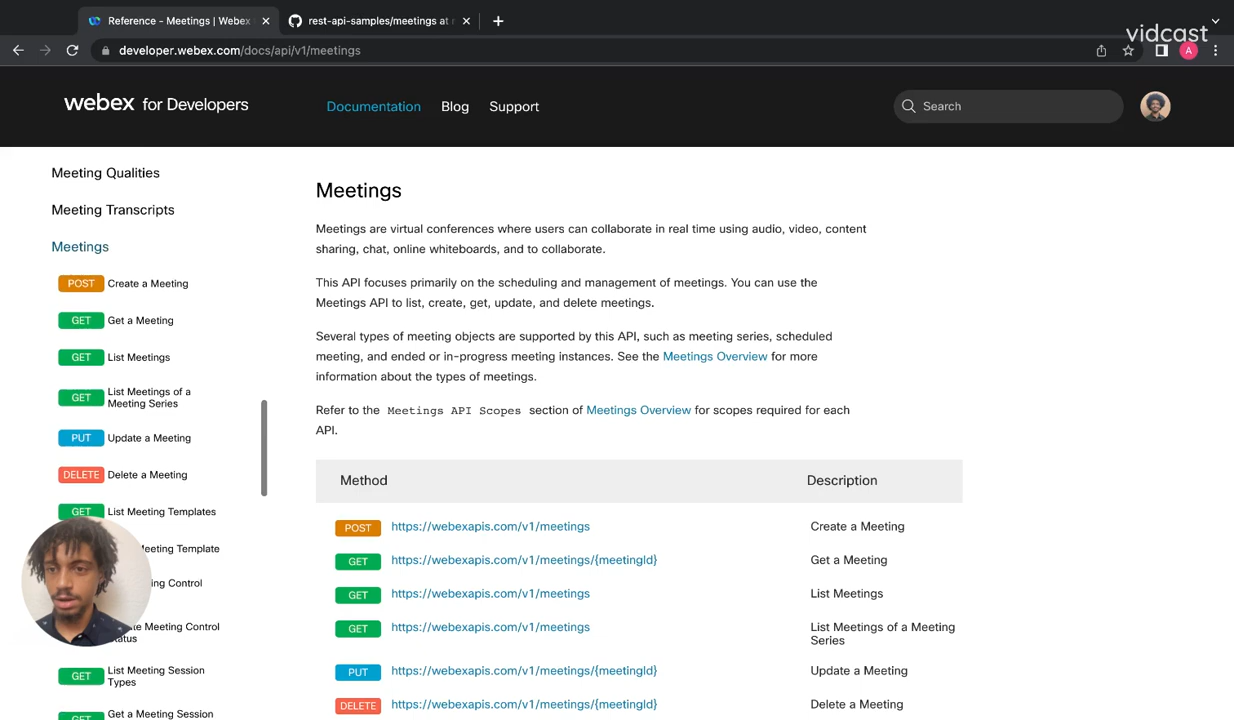 Reference - Meetings | Webex
rest-api-samples/meetings at
vidcast
developer.webex.com/docs/api/v1/meetings
A
webex for Developers
Documentation
Blog
Support
Search
Meeting Qualities
Meeting Transcripts
Meetings
POST Create a Meeting
GET Get a Meeting
GET List Meetings
GET List Meetings of a
Meeting Series
PUT Update a Meeting
DELETE Delete a Meeting
GET List Meeting Templates
Meeting Template
Control
Meeting Control
GET List Meeting Session
Types
GET Get a Meeting Session
Meetings
Meetings are virtual conferences where users can collaborate in real time using audio, video, content
sharing, chat, online whiteboards, and to collaborate.
This API focuses primarily on the scheduling and management of meetings. You can use the
Meetings API to list, create, get, update, and delete meetings.
Several types of meeting objects are supported by this API, such as meeting series, scheduled
meeting, and ended or in-progress meeting instances. See the Meetings Overview for more
information about the types of meetings.
Refer to the Meetings API Scopes section of Meetings Overview for scopes required for each
API.
Method Description
POST https://webexapis.com/v1/meetings Create a Meeting
GET https://webexapis.com/v1/meetings/{meetingId} Get a Meeting
GET https://webexapis.com/v1/meetings List Meetings
GET https://webexapis.com/v1/meetings List Meetings of a Meeting
Series
PUT https://webexapis.com/v1/meetings/{meetingId} Update a Meeting
DELETE https://webexapis.com/v1/meetings/{meetingId} Delete a Meeting